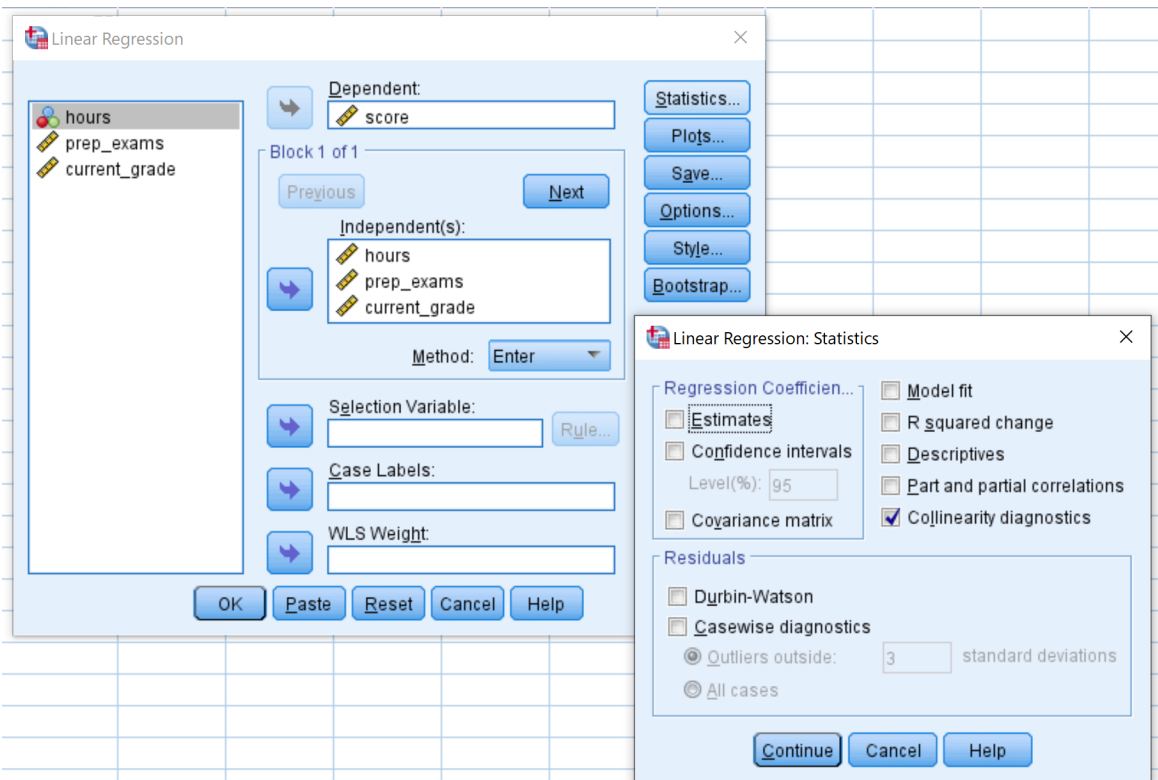 Linear Regression
hours
prep_exams
current_grade
Dependent:
score
Block 1 of 1
Previous
Next
Independent(s):
hours
prep_exams
current_grade
Method: Enter
Selection Variable:
Rule...
Case Labels:
WLS Weight:
OK Paste Reset Cancel Help
Statistics...
Plots...
Save...
Options...
Style...
Bootstrap...
Linear Regression: Statistics
Regression Coefficien...
Estimates
Confidence intervals
Level(%): 95
Covariance matrix
Model fit
R squared change
Descriptives
Part and partial correlations
Collinearity diagnostics
Residuals
Durbin-Watson
Casewise diagnostics
Outliers outside: 3 standard deviations
All cases
Continue Cancel Help